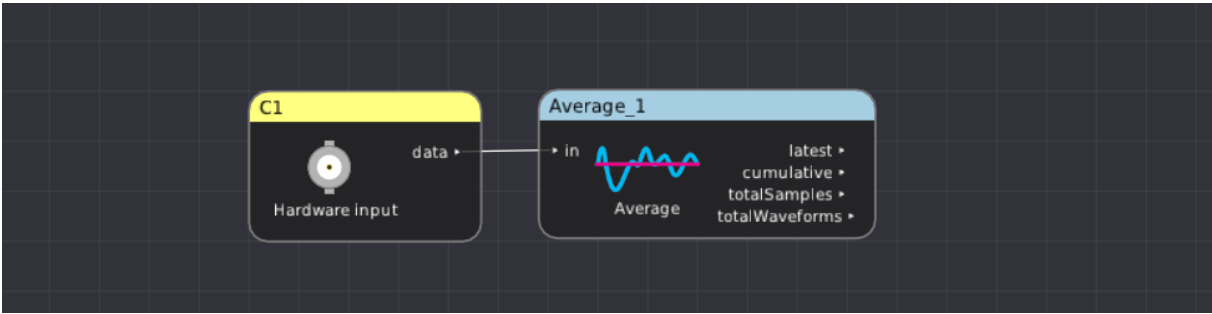 C1
data
Hardware input
Average_1
in
Average
latest
cumulative
totalSamples
totalWaveforms